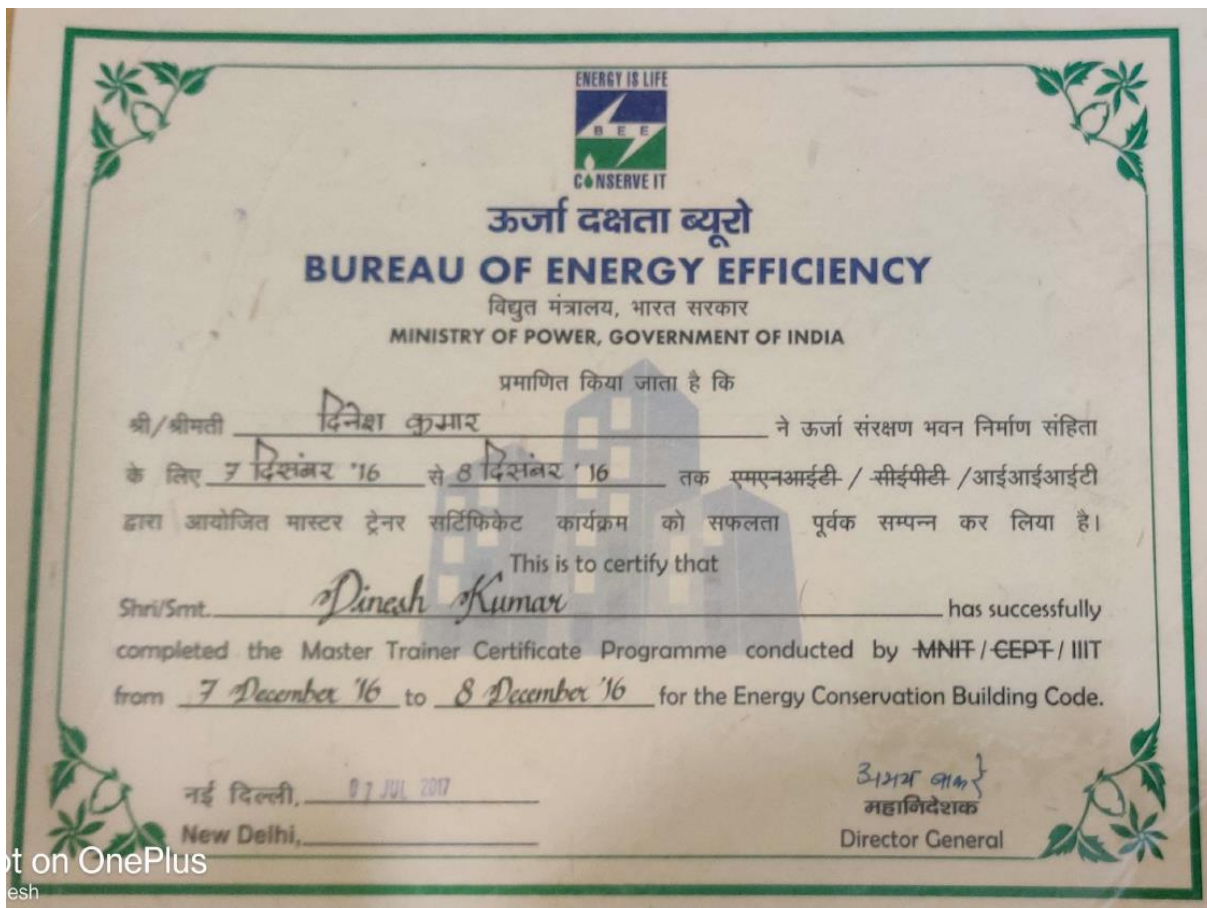 ENERGY IS LIFE
BEE
CONSERVE IT
ऊर्जा दक्षता ब्यूरो
BUREAU OF ENERGY EFFICIENCY
विद्युत मंत्रालय, भारत सरकार
MINISTRY OF POWER, GOVERNMENT OF INDIA
प्रमाणित किया जाता है कि
श्री/श्रीमती दिनेश कुमार ने ऊर्जा संरक्षण भवन निर्माण संहिता
के लिए 7 दिसंबर '16 से 8 दिसंबर '16 तक एमएनआईटी / सीईपीटी /आईआईआईटी
द्वारा आयोजित मास्टर ट्रेनर सर्टिफिकेट कार्यक्रम को सफलता पूर्वक सम्पन्न कर लिया है।
This is to certify that
Shri/Smt. Dinesh Kumar has successfully
completed the Master Trainer Certificate Programme conducted by MNIT / CEPT / IIIT
from 7 December '16 to 8 December '16 for the Energy Conservation Building Code.
अभय बाकरे
नई दिल्ली, 07 JUL 2017 महानिदेशक
New Delhi, Director General
ot on OnePlus
esh